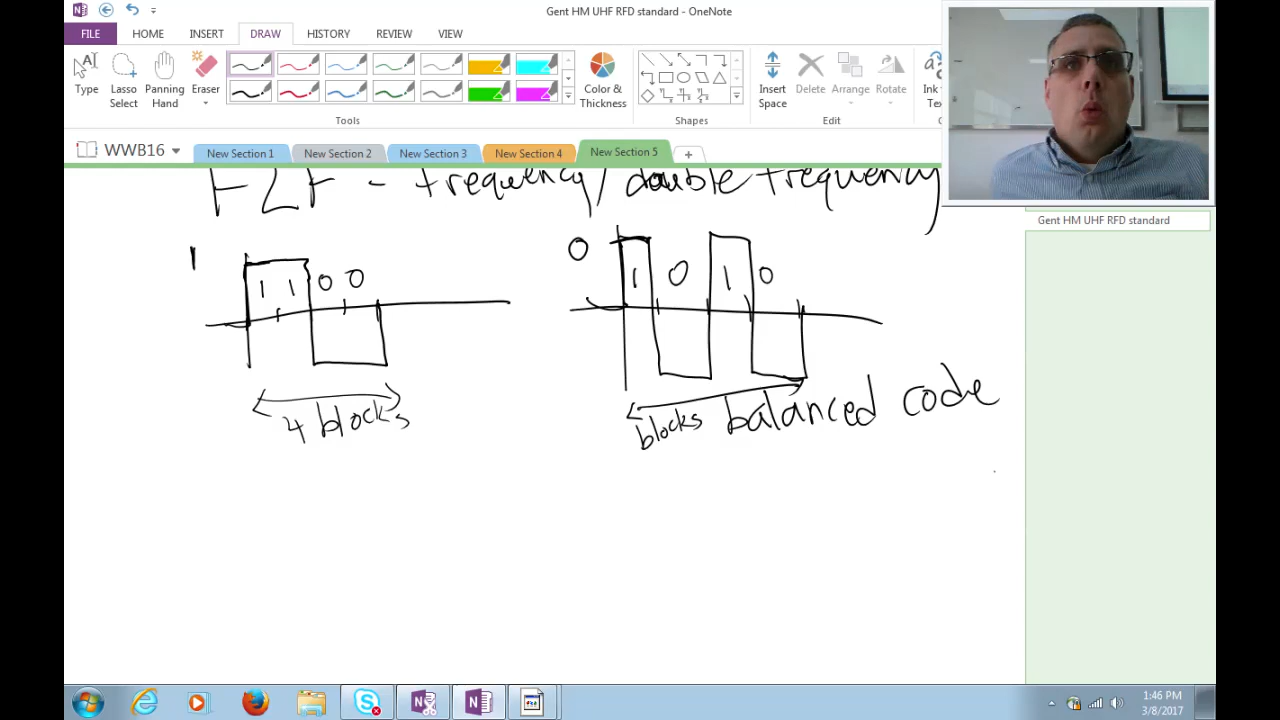 Gent HM UHF RFD standard - OneNote
FILE HOME INSERT DRAW HISTORY REVIEW VIEW
Type
Lasso Select
Panning Hand
Eraser
Color & Thickness
Insert Space
Delete
Arrange
Rotate
Ink to Tex
Tools
Shapes
Edit
WWB16
New Section 1
New Section 2
New Section 3
New Section 4
New Section 5
Gent HM UHF RFD standard
F2F - frequency/double frequency
1
1 1 0 0
4 blocks
0
1 0 1 0
blocks
balanced code
1:46 PM
3/8/2017